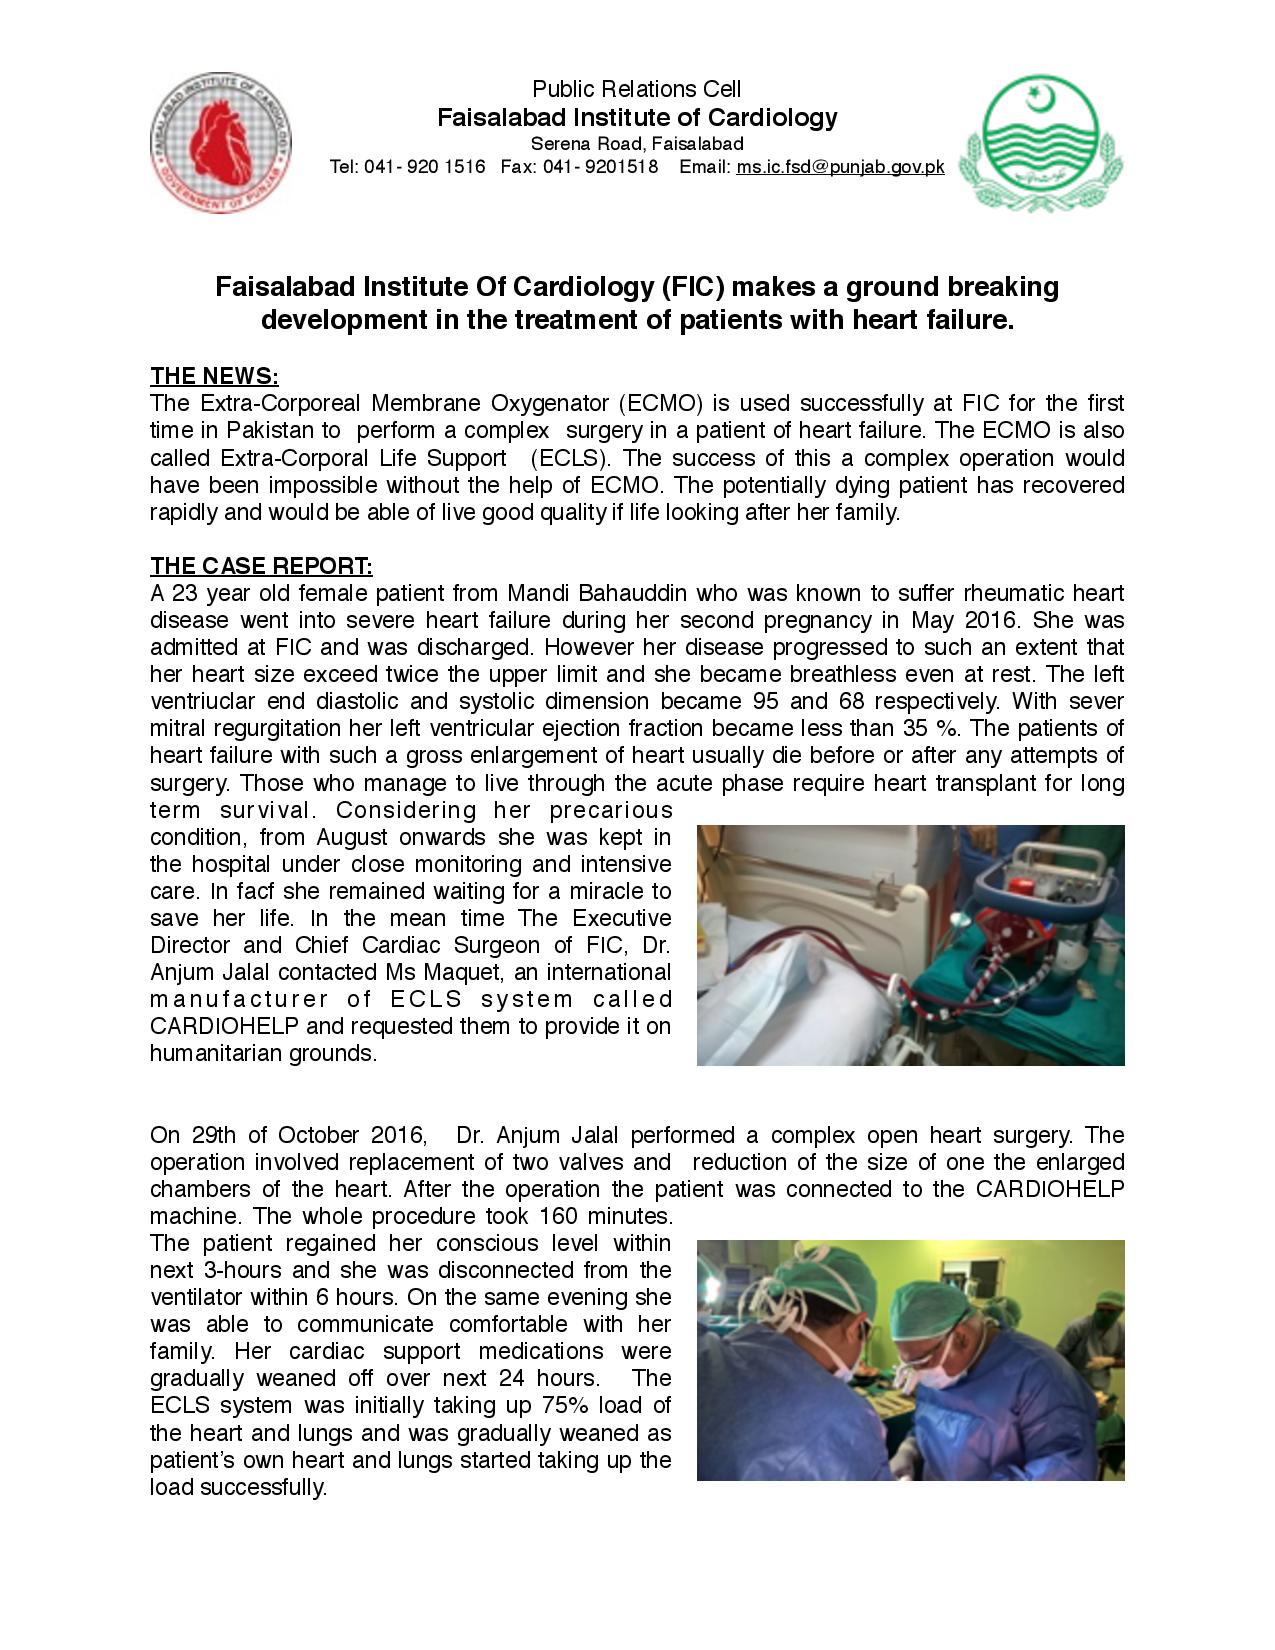 Public Relations Cell
Faisalabad Institute of Cardiology
Serena Road, Faisalabad
Tel: 041- 920 1516 Fax: 041- 9201518 Email: ms.ic.fsd@punjab.gov.pk
FAISALABAD INSTITUTE OF CARDIOLOGY
GOVERNMENT OF PUNJAB
Faisalabad Institute Of Cardiology (FIC) makes a ground breaking
development in the treatment of patients with heart failure.
THE NEWS:
The Extra-Corporeal Membrane Oxygenator (ECMO) is used successfully at FIC for the first
time in Pakistan to perform a complex surgery in a patient of heart failure. The ECMO is also
called Extra-Corporal Life Support (ECLS). The success of this a complex operation would
have been impossible without the help of ECMO. The potentially dying patient has recovered
rapidly and would be able of live good quality if life looking after her family.
THE CASE REPORT:
A 23 year old female patient from Mandi Bahauddin who was known to suffer rheumatic heart
disease went into severe heart failure during her second pregnancy in May 2016. She was
admitted at FIC and was discharged. However her disease progressed to such an extent that
her heart size exceed twice the upper limit and she became breathless even at rest. The left
ventriuclar end diastolic and systolic dimension became 95 and 68 respectively. With sever
mitral regurgitation her left ventricular ejection fraction became less than 35 %. The patients of
heart failure with such a gross enlargement of heart usually die before or after any attempts of
surgery. Those who manage to live through the acute phase require heart transplant for long
term survival. Considering her precarious
condition, from August onwards she was kept in
the hospital under close monitoring and intensive
care. In facf she remained waiting for a miracle to
save her life. In the mean time The Executive
Director and Chief Cardiac Surgeon of FIC, Dr.
Anjum Jalal contacted Ms Maquet, an international
manufacturer of ECLS system called
CARDIOHELP and requested them to provide it on
humanitarian grounds.
On 29th of October 2016, Dr. Anjum Jalal performed a complex open heart surgery. The
operation involved replacement of two valves and reduction of the size of one the enlarged
chambers of the heart. After the operation the patient was connected to the CARDIOHELP
machine. The whole procedure took 160 minutes.
The patient regained her conscious level within
next 3-hours and she was disconnected from the
ventilator within 6 hours. On the same evening she
was able to communicate comfortable with her
family. Her cardiac support medications were
gradually weaned off over next 24 hours. The
ECLS system was initially taking up 75% load of
the heart and lungs and was gradually weaned as
patient's own heart and lungs started taking up the
load successfully.